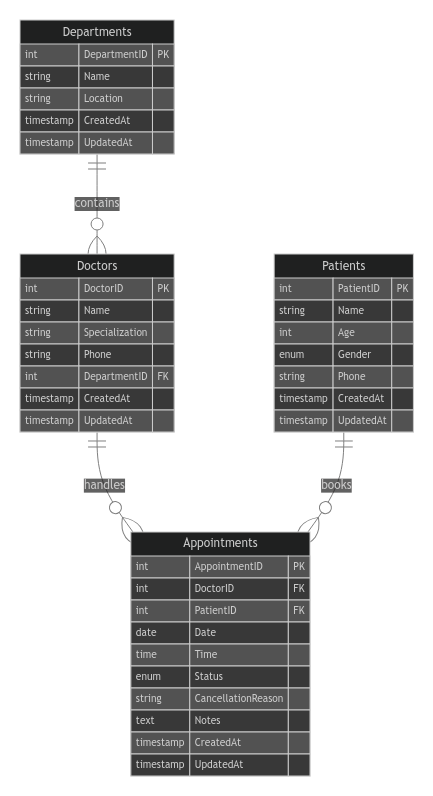 Departments
int DepartmentID PK
string Name
string Location
timestamp CreatedAt
timestamp UpdatedAt
contains
Doctors
int DoctorID PK
string Name
string Specialization
string Phone
int DepartmentID FK
timestamp CreatedAt
timestamp UpdatedAt
Patients
int PatientID PK
string Name
int Age
enum Gender
string Phone
timestamp CreatedAt
timestamp UpdatedAt
handles
books
Appointments
int AppointmentID PK
int DoctorID FK
int PatientID FK
date Date
time Time
enum Status
string CancellationReason
text Notes
timestamp CreatedAt
timestamp UpdatedAt